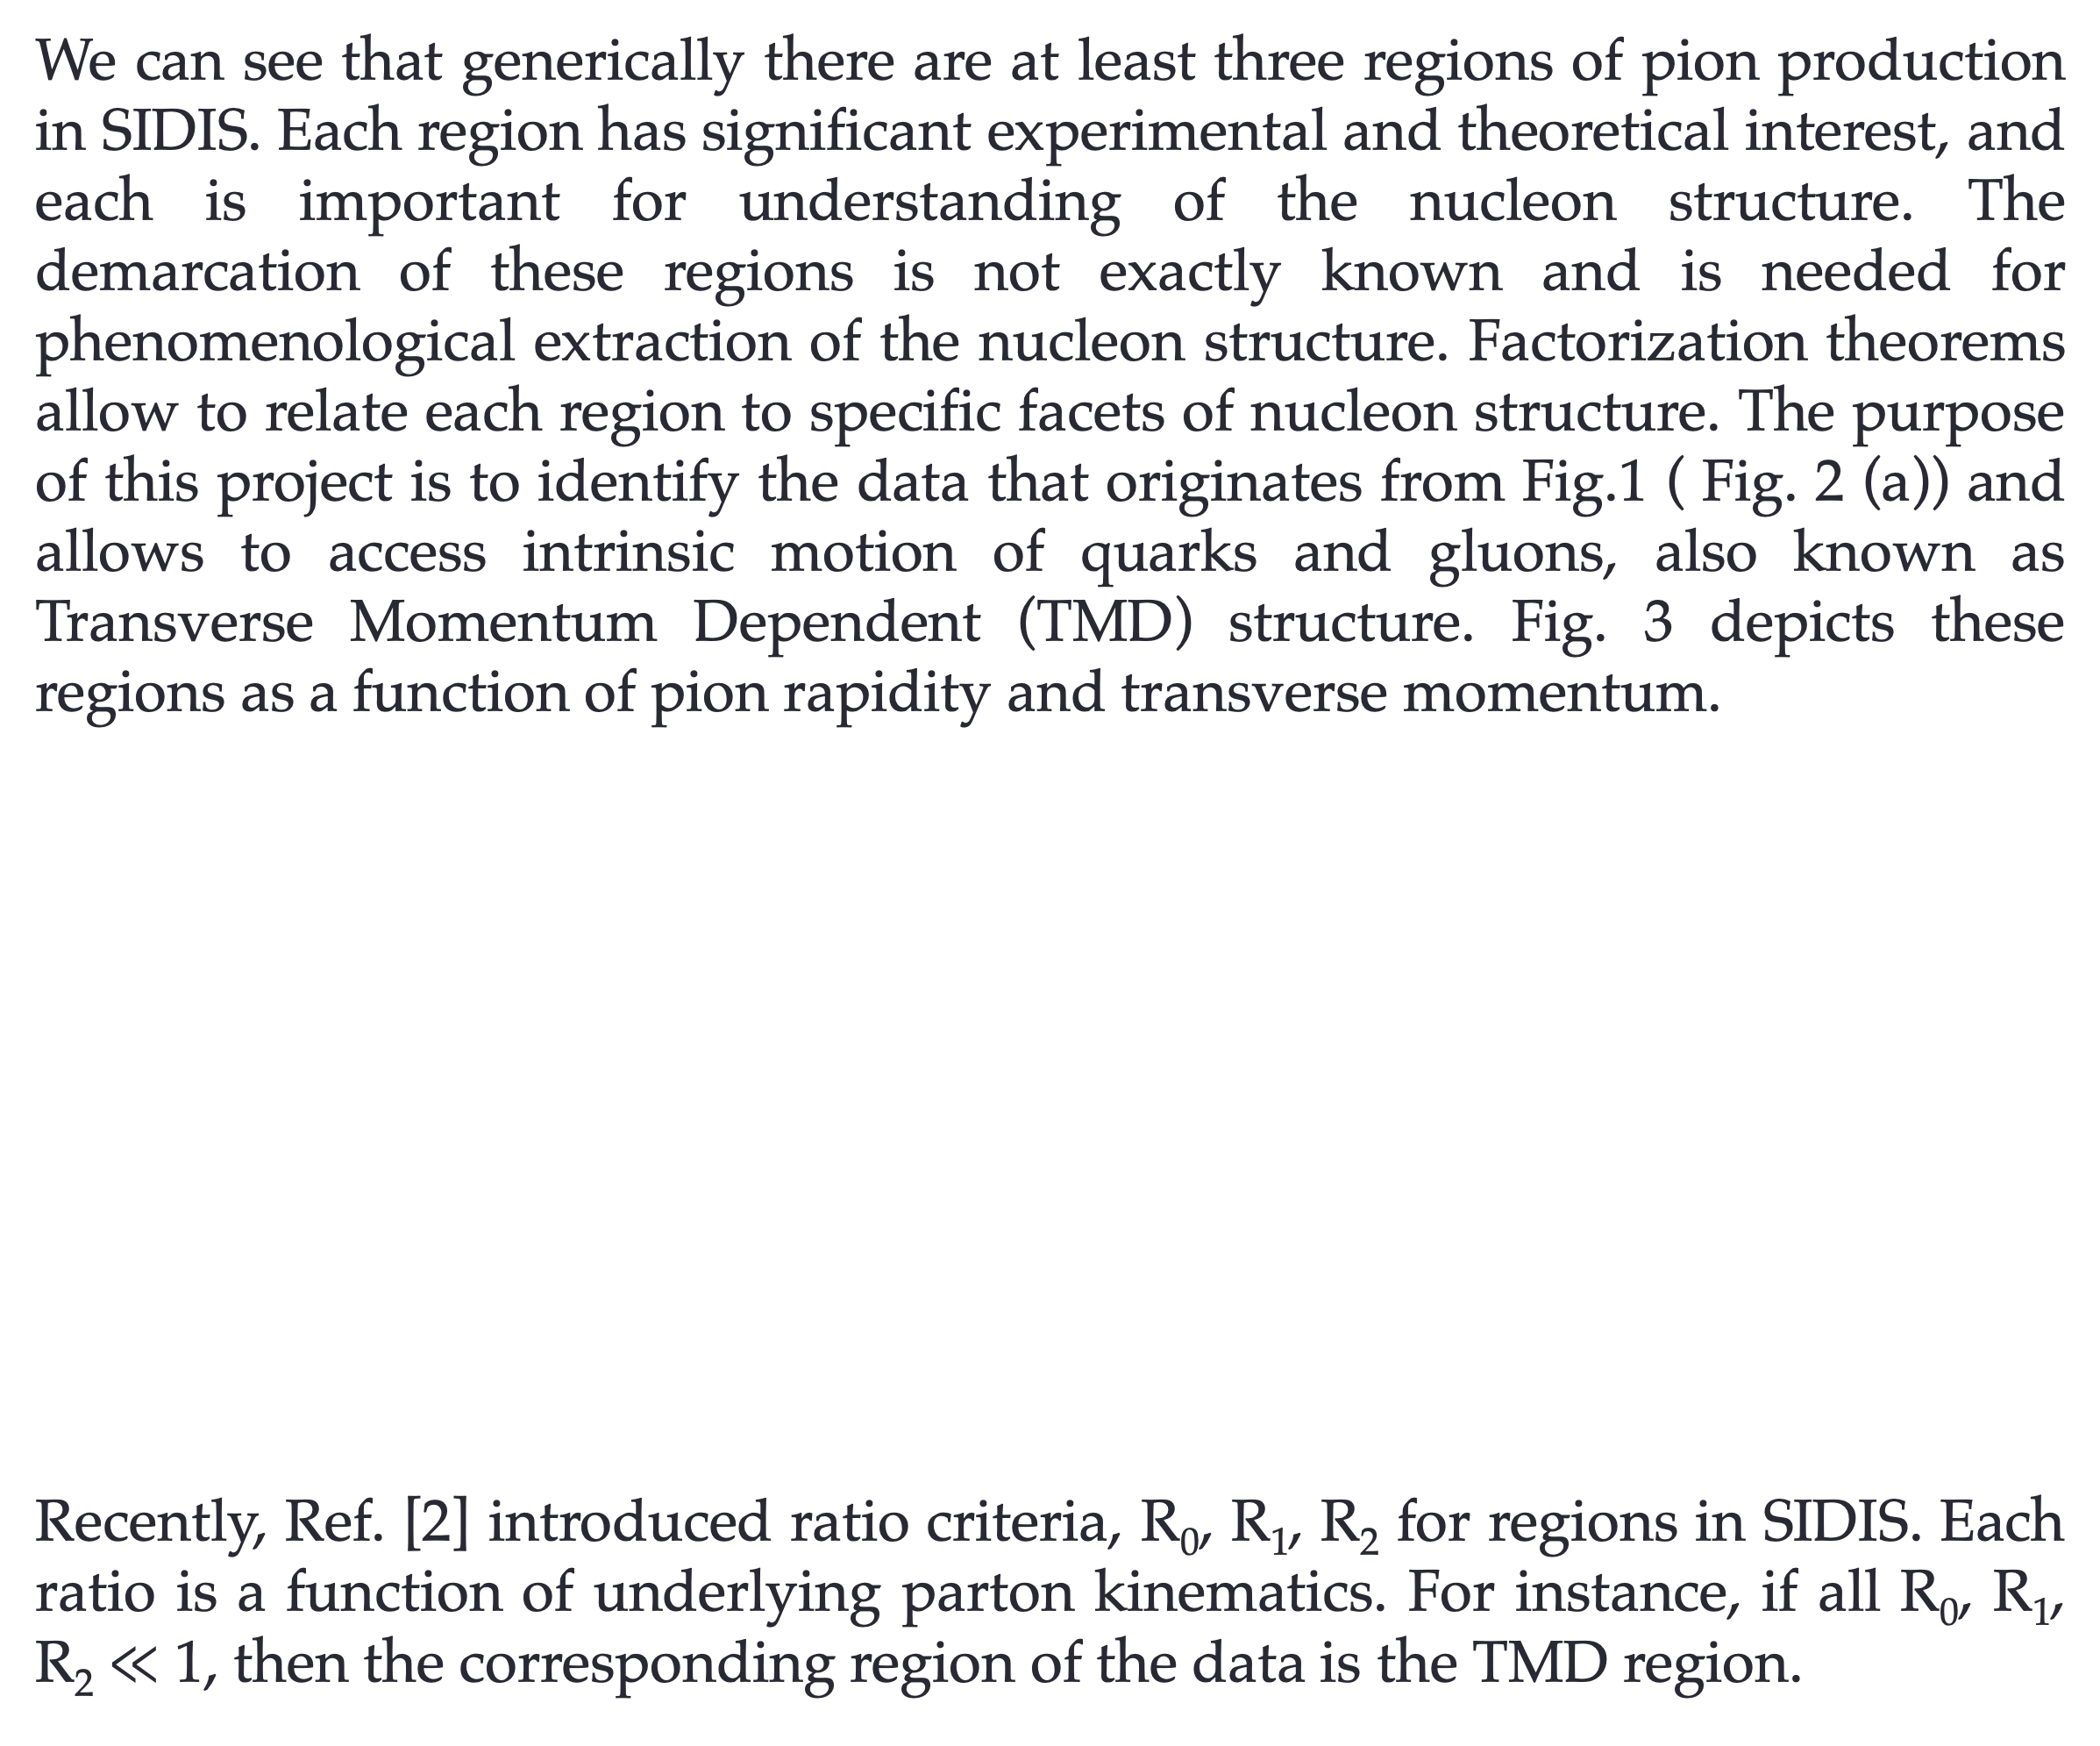 We can see that generically there are at least three regions of pion production
in SIDIS. Each region has significant experimental and theoretical interest, and
each is important for understanding of the nucleon structure. The
demarcation of these regions is not exactly known and is needed for
phenomenological extraction of the nucleon structure. Factorization theorems
allow to relate each region to specific facets of nucleon structure. The purpose
of this project is to identify the data that originates from Fig.1 ( Fig. 2 (a)) and
allows to access intrinsic motion of quarks and gluons, also known as
Transverse Momentum Dependent (TMD) structure. Fig. 3 depicts these
regions as a function of pion rapidity and transverse momentum.
Recently, Ref. [2] introduced ratio criteria, R₀, R₁, R₂ for regions in SIDIS. Each
ratio is a function of underlying parton kinematics. For instance, if all R₀, R₁,
R₂ ≪ 1, then the corresponding region of the data is the TMD region.